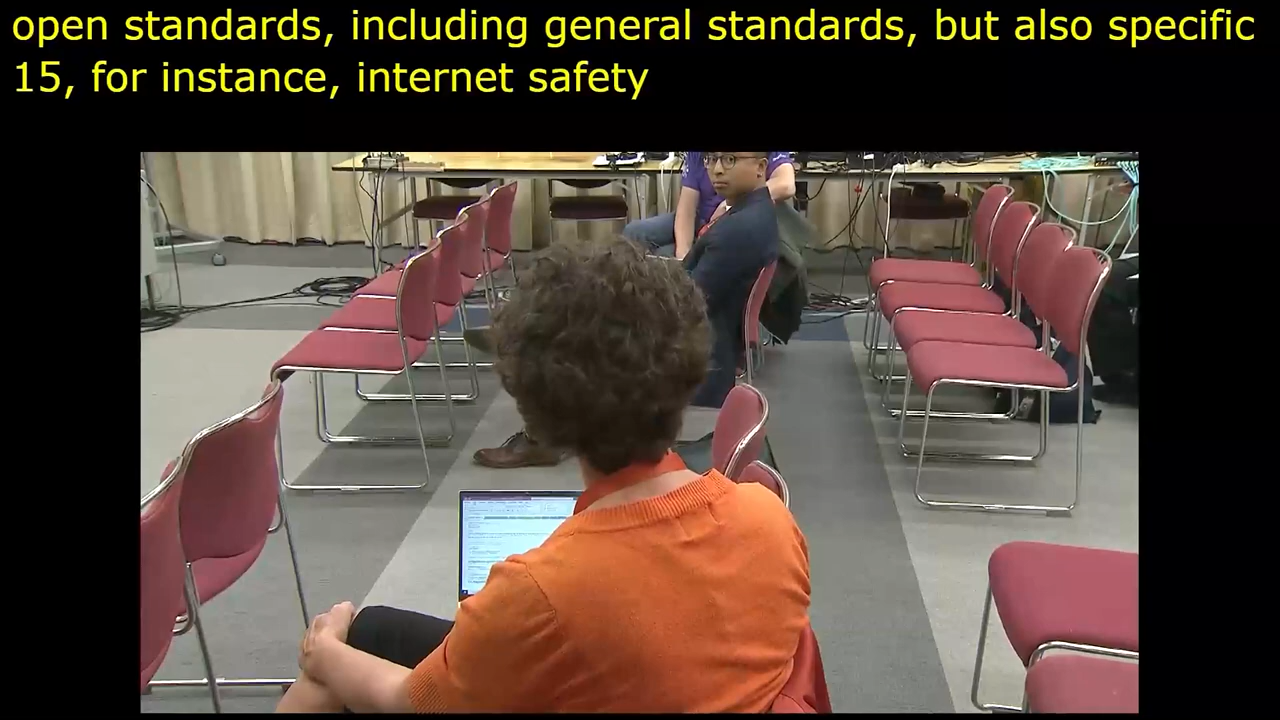 open standards, including general standards, but also specific
15, for instance, internet safety